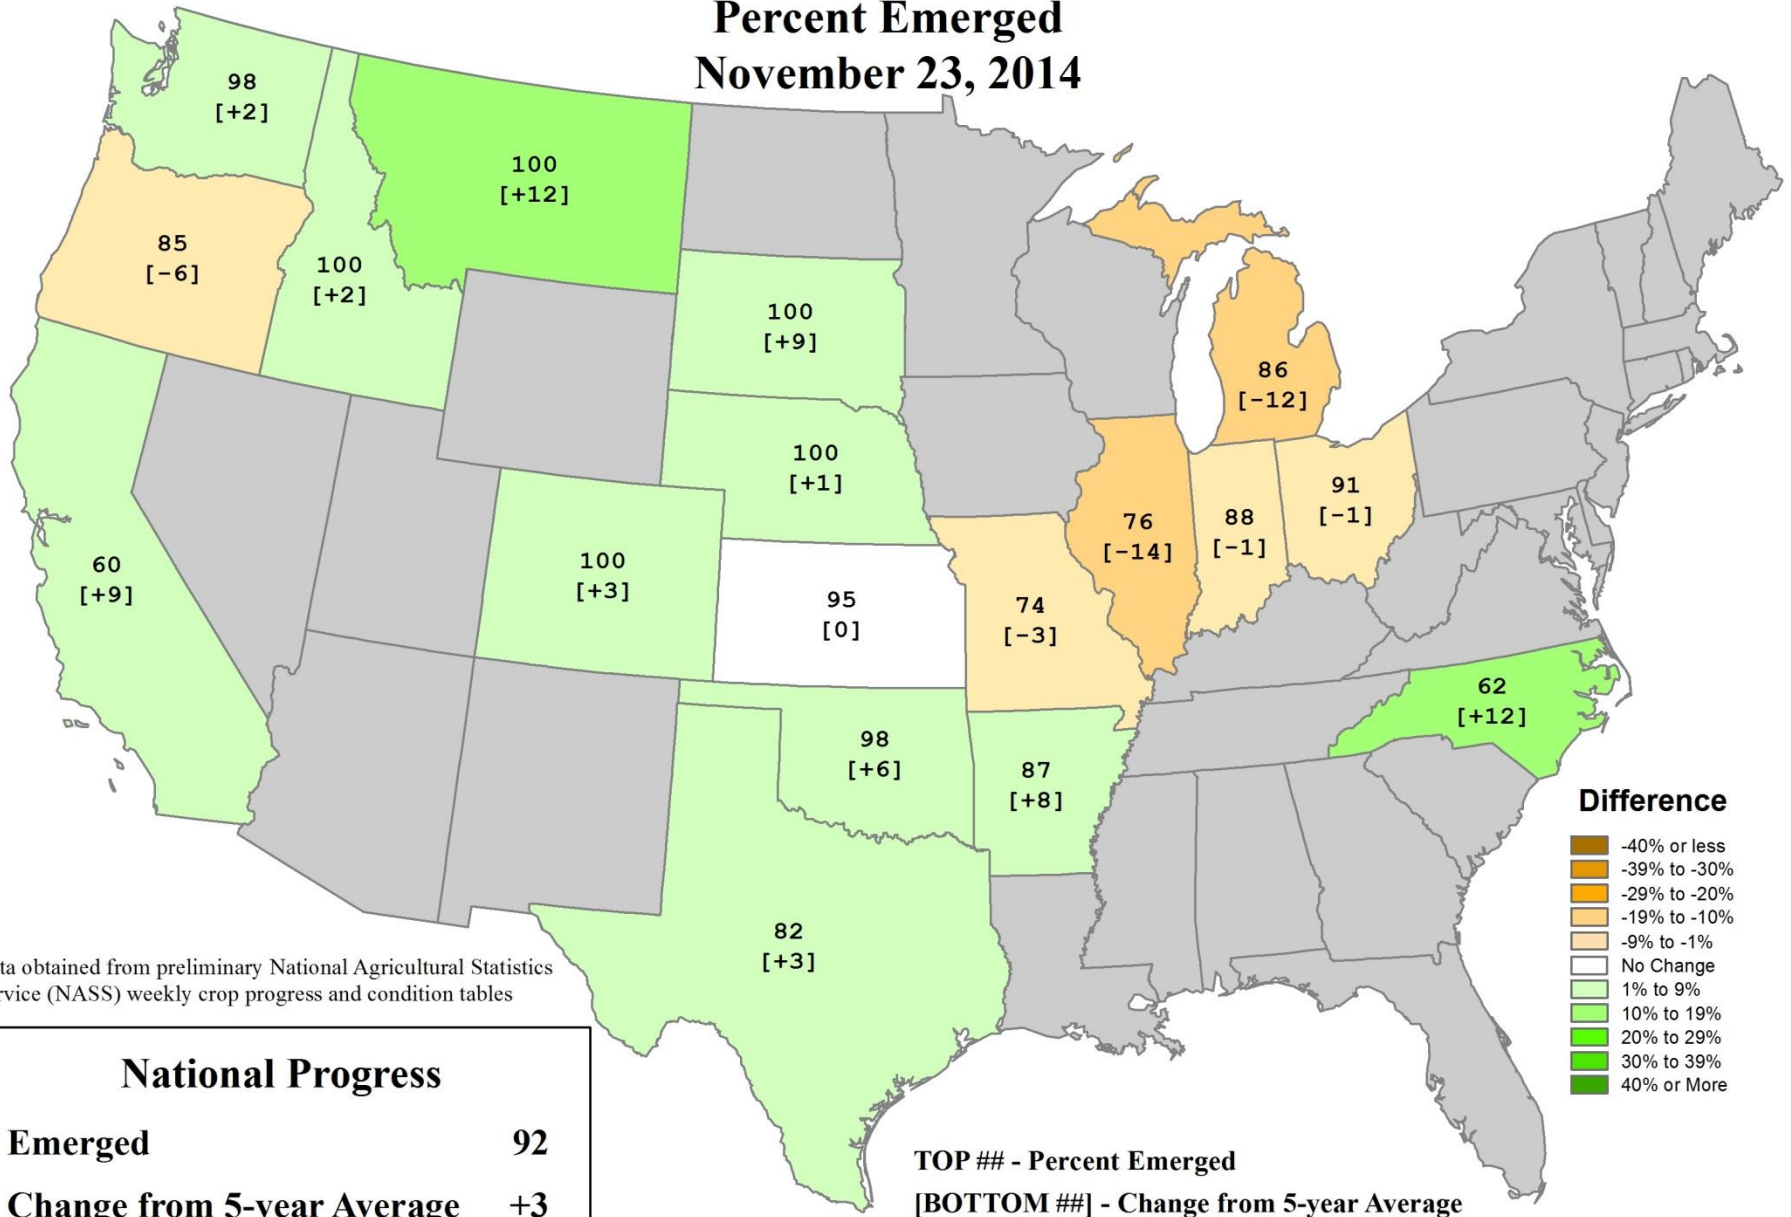 Percent Emerged
November 23, 2014
98
[+2]
100
[+12]
85
[-6]
100
[+2]
100
[+9]
86
[-12]
100
[+1]
91
[-1]
76
[-14]
88
[-1]
60
[+9]
100
[+3]
95
[0]
74
[-3]
62
[+12]
98
[+6]
87
[+8]
82
[+3]
Difference
-40% or less
-39% to -30%
-29% to -20%
-19% to -10%
-9% to -1%
No Change
1% to 9%
10% to 19%
20% to 29%
30% to 39%
40% or More
ta obtained from preliminary National Agricultural Statistics
rvice (NASS) weekly crop progress and condition tables
National Progress
Emerged 92
Change from 5-year Average +3
TOP ## - Percent Emerged
[BOTTOM ##] - Change from 5-year Average